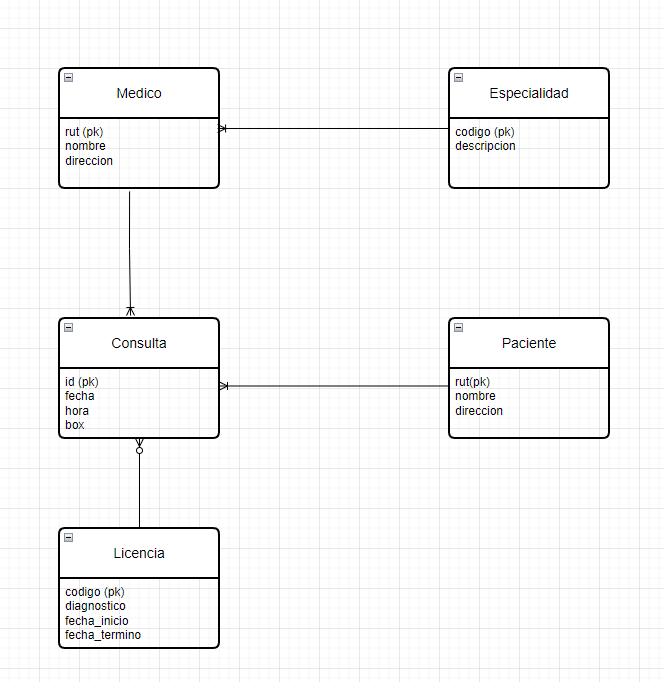 Medico
rut (pk)
nombre
direccion
Especialidad
codigo (pk)
descripcion
Consulta
id (pk)
fecha
hora
box
Paciente
rut(pk)
nombre
direccion
Licencia
codigo (pk)
diagnostico
fecha_inicio
fecha_termino